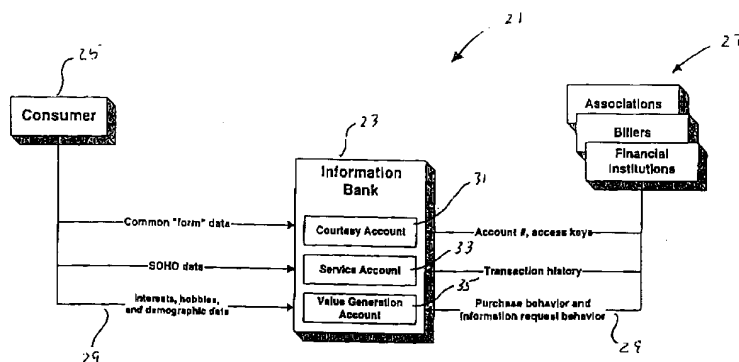 21
25
27
Consumer
Associations
Billers
Financial
Institutions
23
Information
Bank
31
Common "form" data
Courtesy Account
Account #, access keys
33
SOHO data
Service Account
Transaction history
35
Interests, hobbies,
and demographic data
Value Generation
Account
Purchase behavior and
information request behavior
29
29